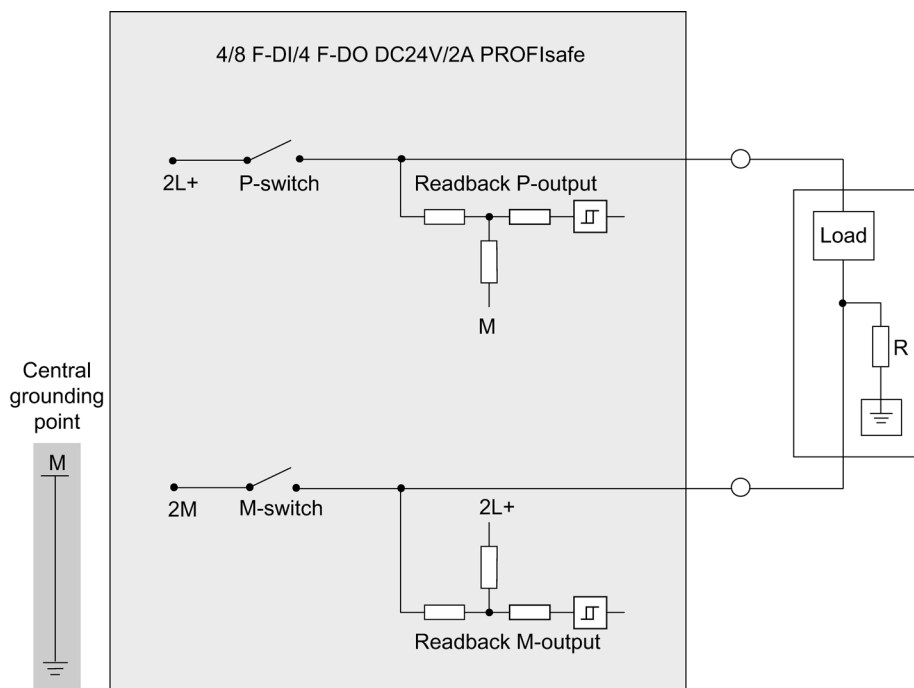 4/8 F-DI/4 F-DO DC24V/2A PROFIsafe
2L+
P-switch
Readback P-output
M
Load
R
Central
grounding
point
M
2M
M-switch
2L+
Readback M-output